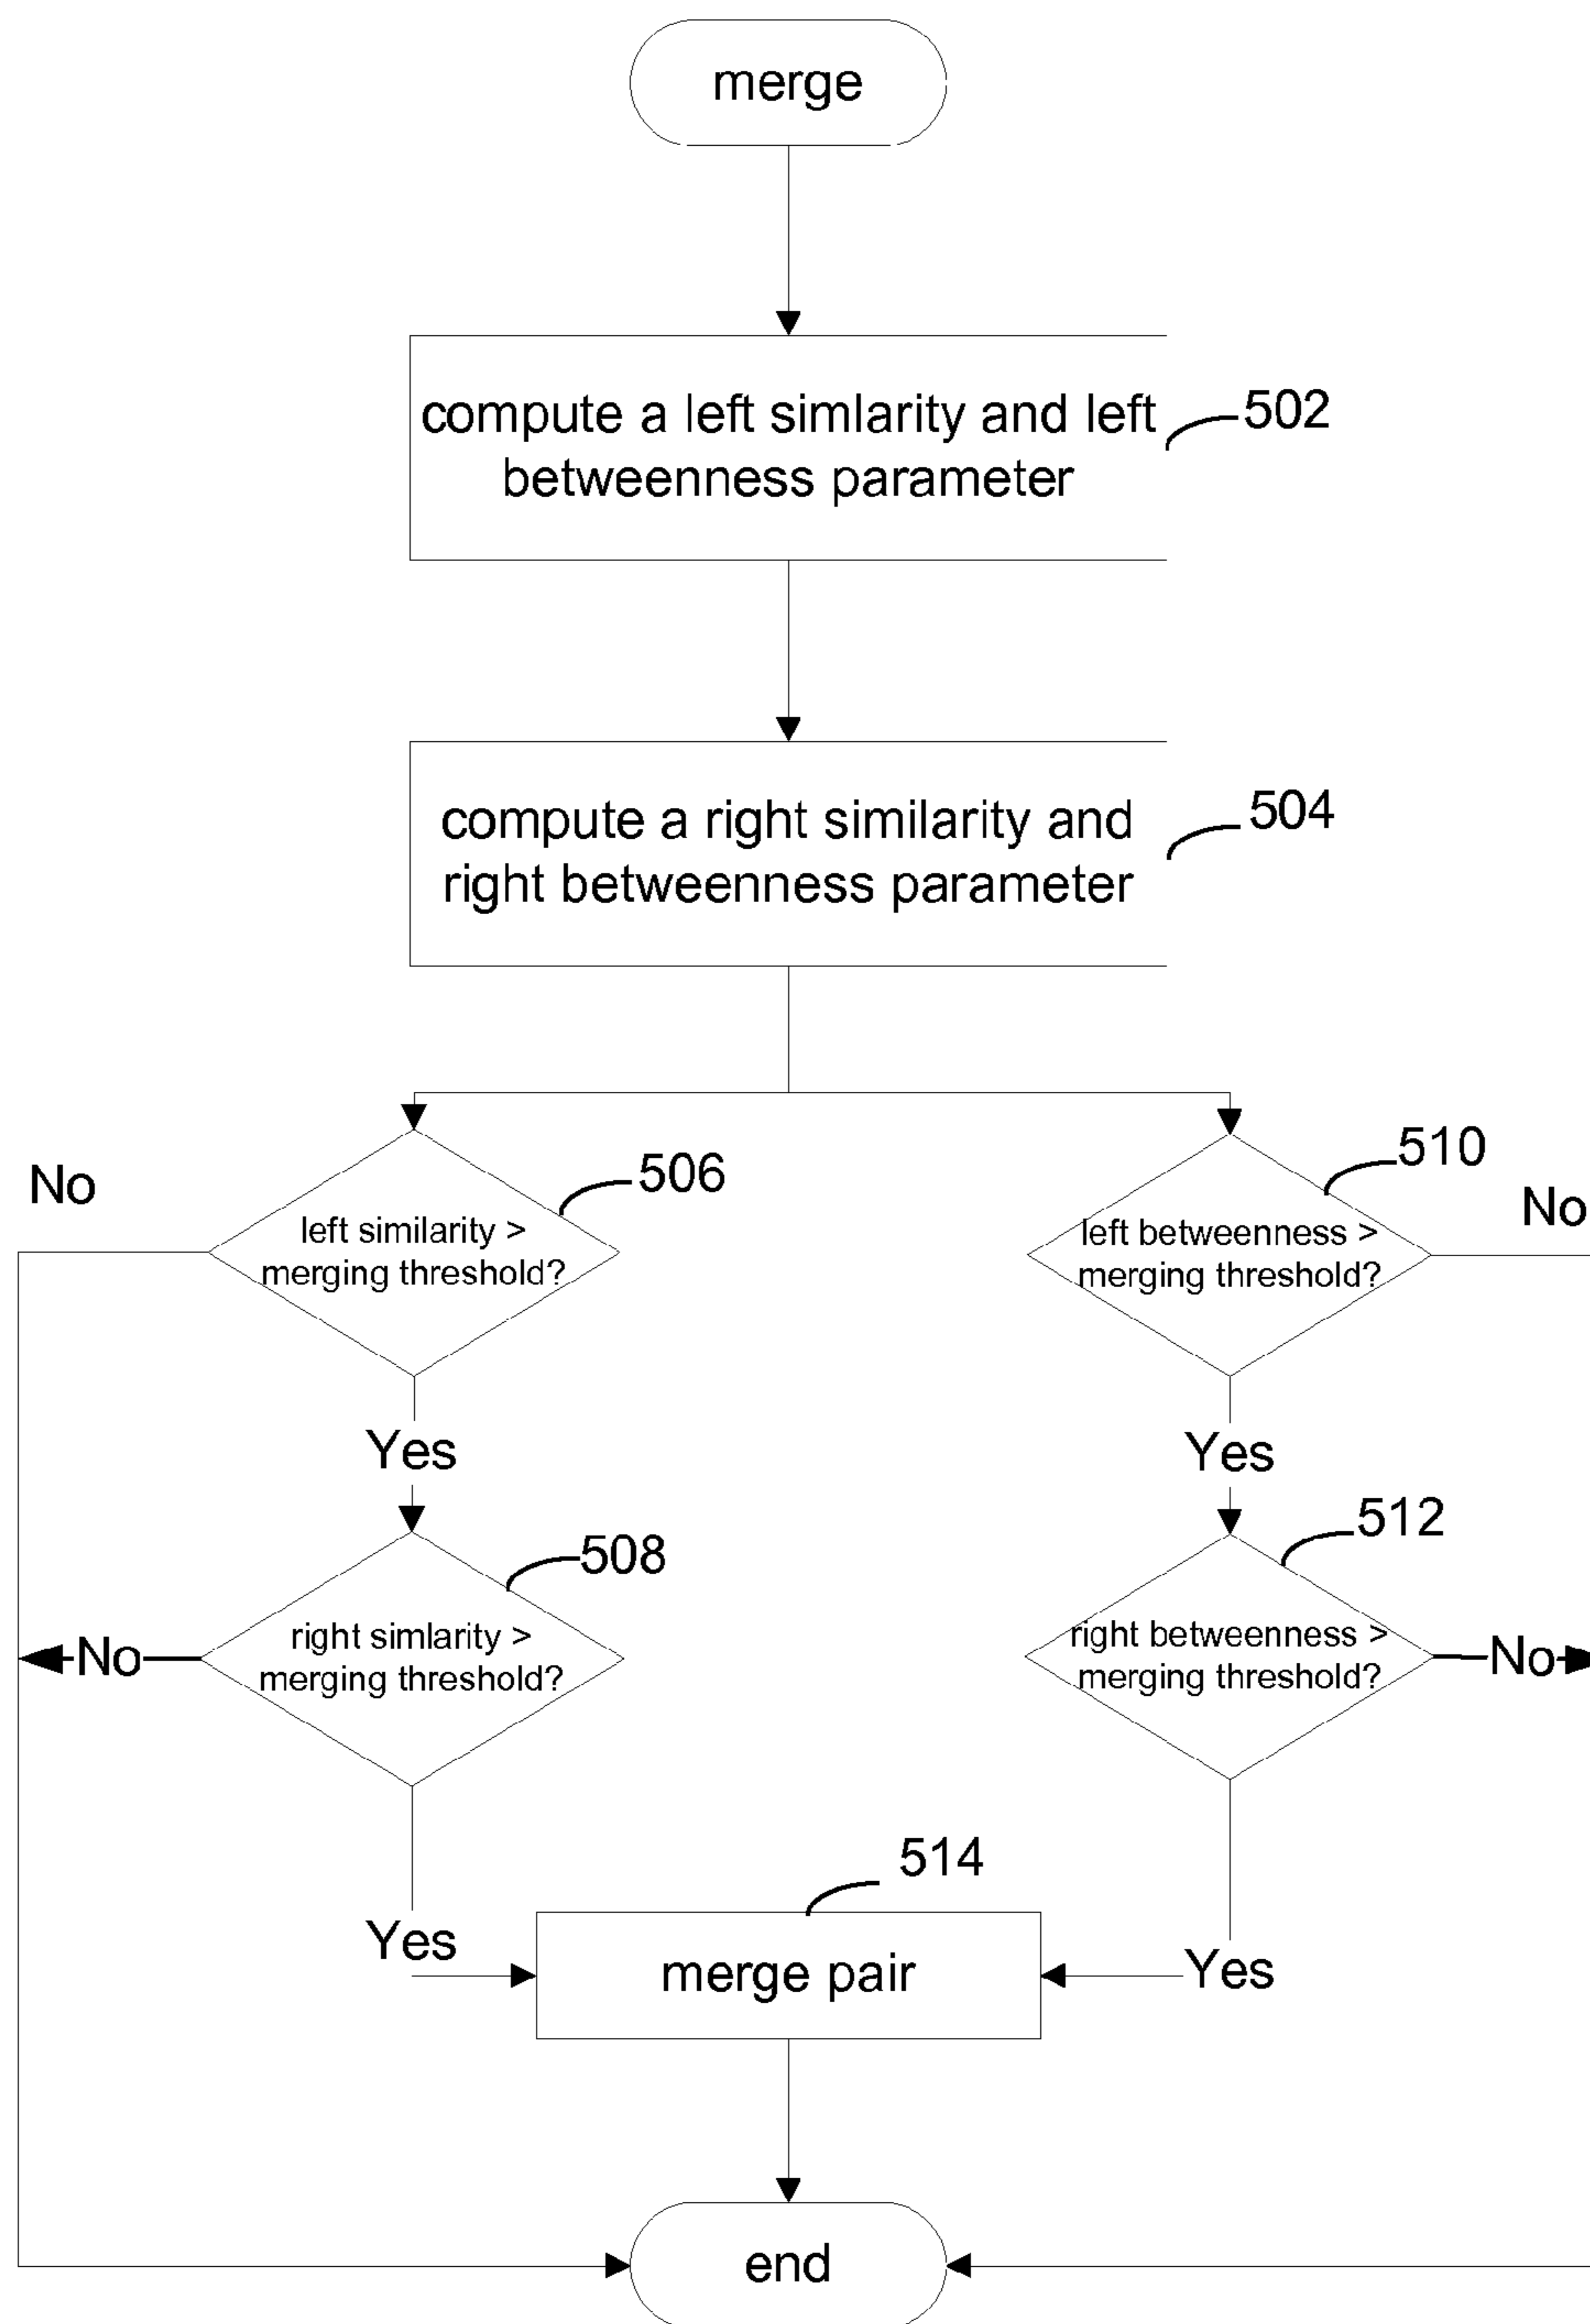 merge
compute a left simlarity and left
betweenness parameter
502
compute a right similarity and
right betweenness parameter
504
No
506
left similarity >
merging threshold?
510
No
left betweenness >
merging threshold?
Yes
Yes
508
right simlarity >
merging threshold?
No
512
right betweenness >
merging threshold?
No
Yes
514
merge pair
Yes
end